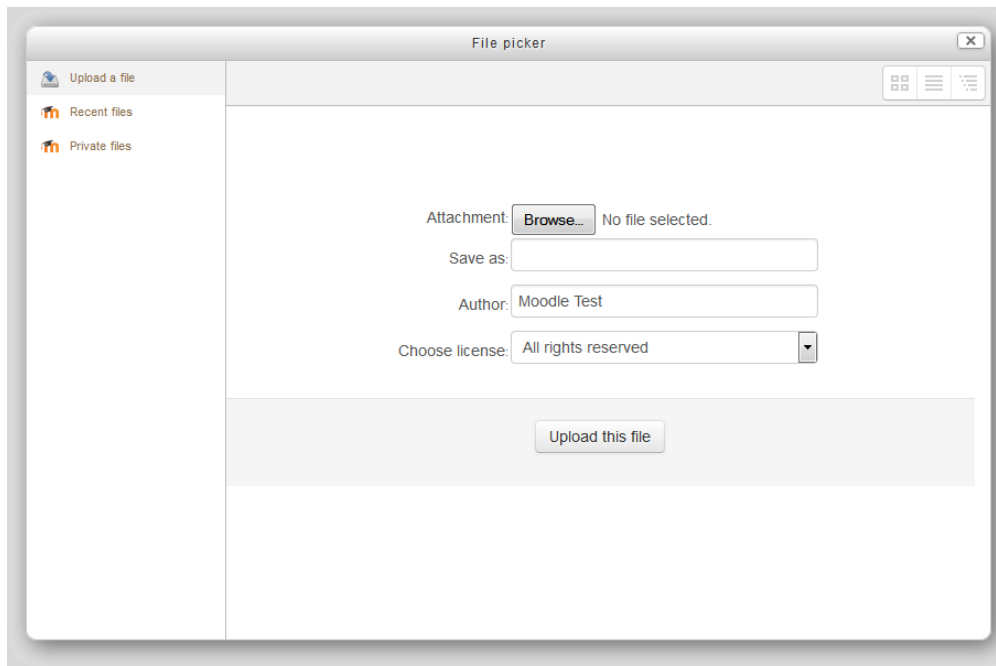 File picker
Upload a file
Recent files
Private files
Attachment: Browse... No file selected.
Save as:
Author: Moodle Test
Choose license: All rights reserved
Upload this file